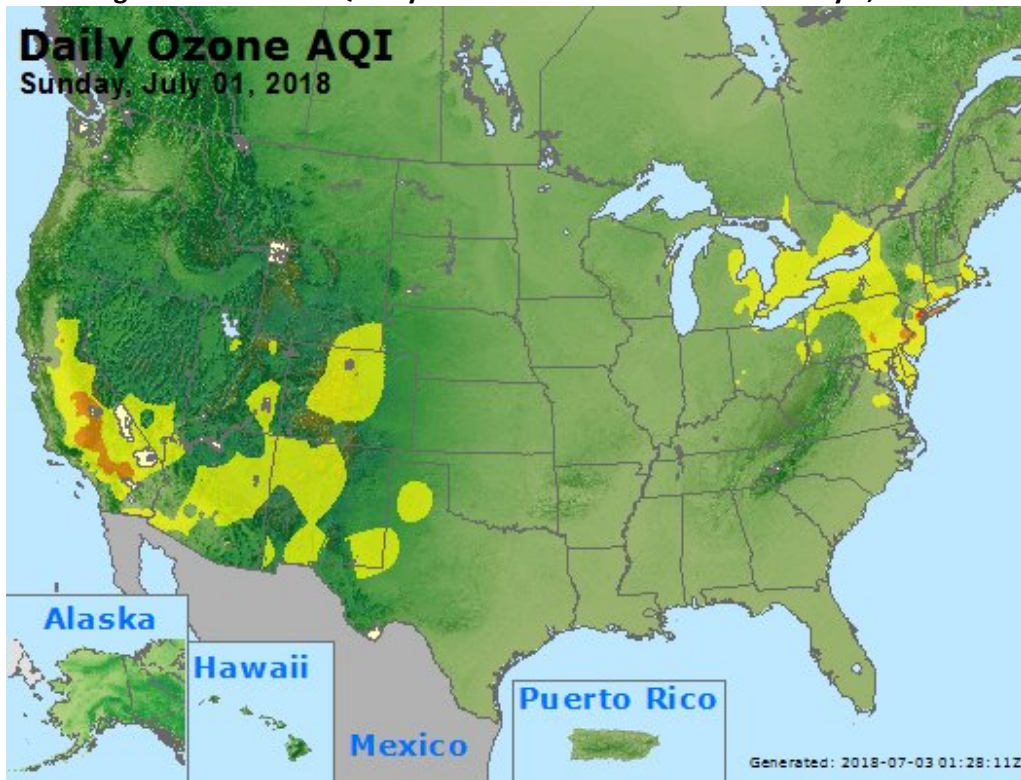 Daily Ozone AQI
Sunday, July 01, 2018
Alaska
Hawaii
Puerto Rico
Mexico
Generated: 2018-07-03 01:28:11Z